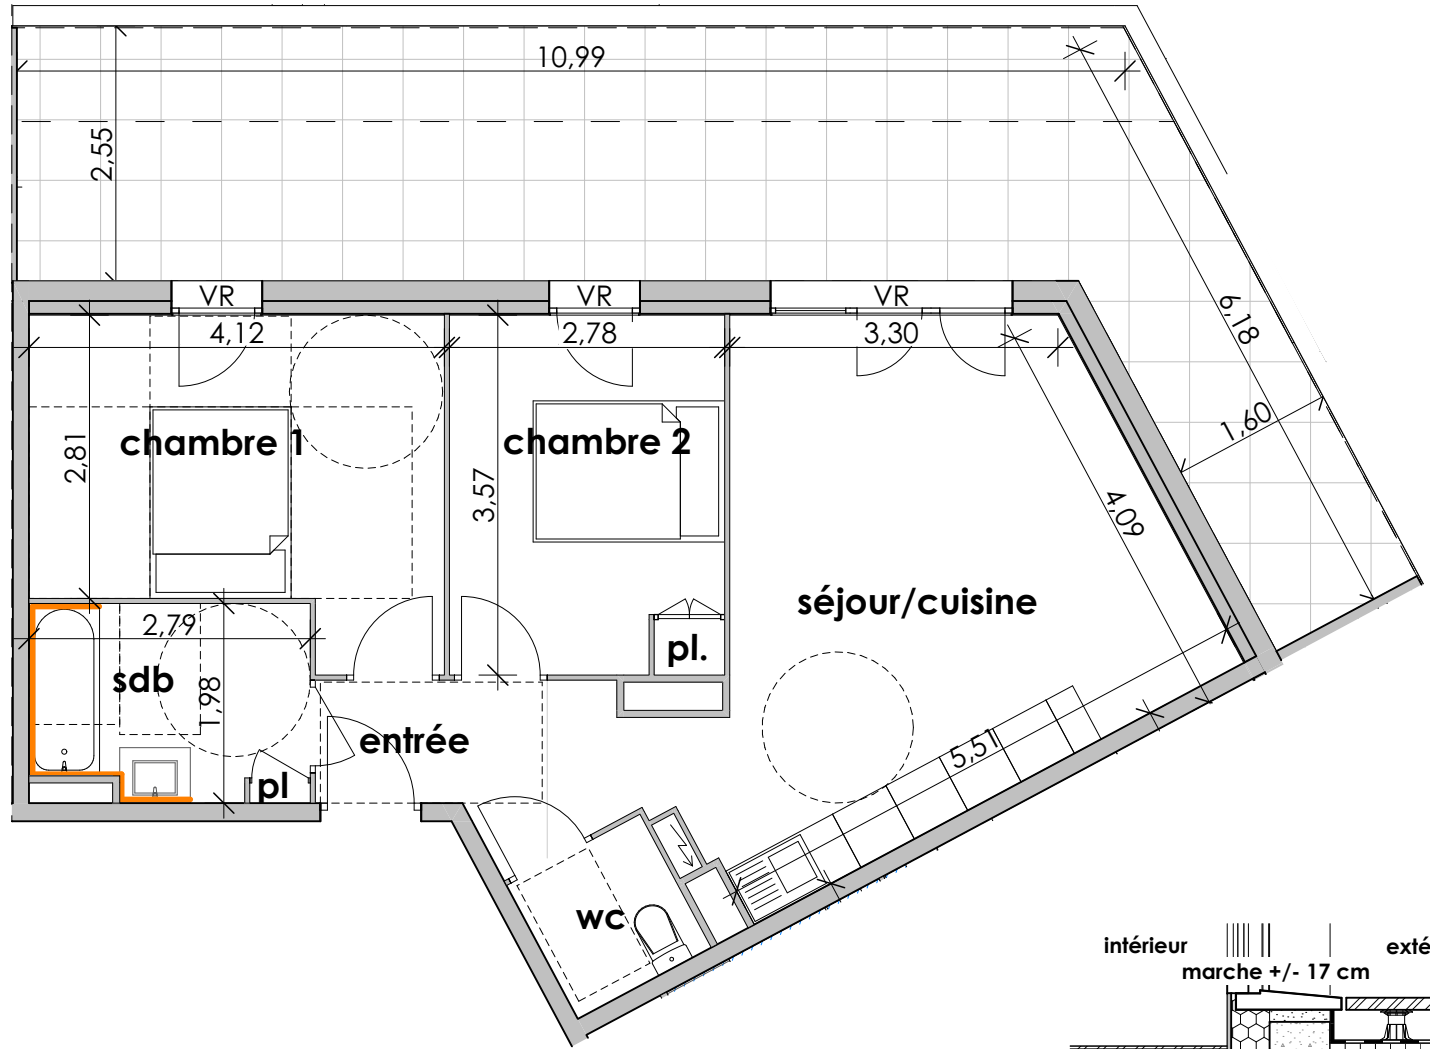 10,99
2,55
VR
VR
VR
4,12
2,78
3,30
6,18
1,60
chambre 1
chambre 2
2,81
3,57
4,09
séjour/cuisine
2,79
sdb
1,98
pl.
entrée
pl
5,51
wc
intérieur
exté
marche +/- 17 cm